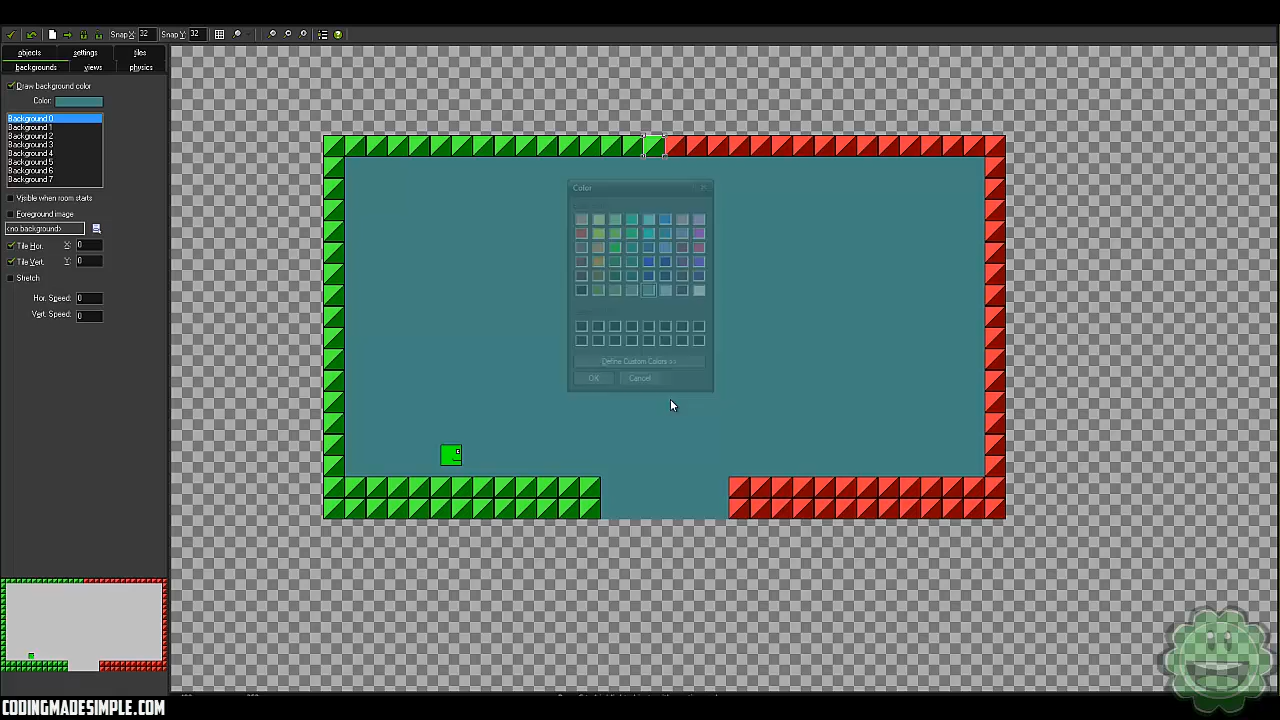 SnapX: 32 SnapY: 32
objects settings tiles
backgrounds views physics
Draw background color
Color:
Background 0
Background 1
Background 2
Background 3
Background 4
Background 5
Background 6
Background 7
Visible when room starts
Foreground image
<no background>
Tile Hor. X: 0
Tile Vert. Y: 0
Stretch
Hor. Speed: 0
Vert. Speed: 0
Color
Define Custom Colors >>
OK Cancel
CODINGMADESIMPLE.COM